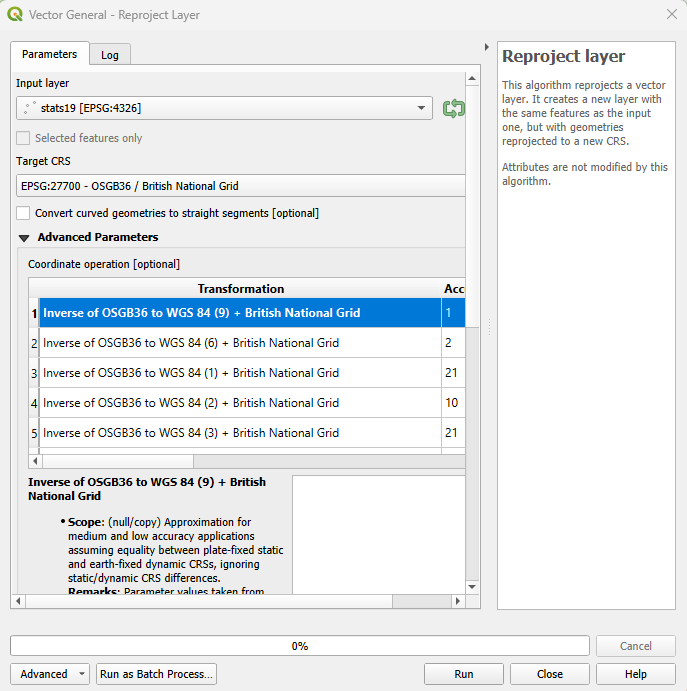 Vector General - Reproject Layer
Parameters
Log
Input layer
stats19 [EPSG:4326]
Selected features only
Target CRS
EPSG:27700 - OSGB36 / British National Grid
Convert curved geometries to straight segments [optional]
Advanced Parameters
Coordinate operation [optional]
Transformation Acc
1 Inverse of OSGB36 to WGS 84 (9) + British National Grid 1
2 Inverse of OSGB36 to WGS 84 (6) + British National Grid 2
3 Inverse of OSGB36 to WGS 84 (1) + British National Grid 21
4 Inverse of OSGB36 to WGS 84 (2) + British National Grid 10
5 Inverse of OSGB36 to WGS 84 (3) + British National Grid 21
Inverse of OSGB36 to WGS 84 (9) + British
National Grid
• Scope: (null/copy) Approximation for
medium and low accuracy applications
assuming equality between plate-fixed static
and earth-fixed dynamic CRSs, ignoring
static/dynamic CRS differences.
Remarks: Parameter values taken from
Reproject layer
This algorithm reprojects a vector
layer. It creates a new layer with
the same features as the input
one, but with geometries
reprojected to a new CRS.
Attributes are not modified by this
algorithm.
0%
Cancel
Advanced
Run as Batch Process...
Run
Close
Help